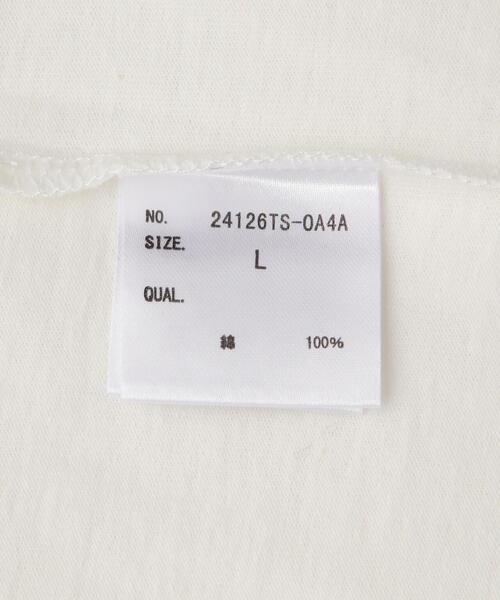 NO. 24126TS-0A4A
SIZE. L
QUAL.
綿 100%